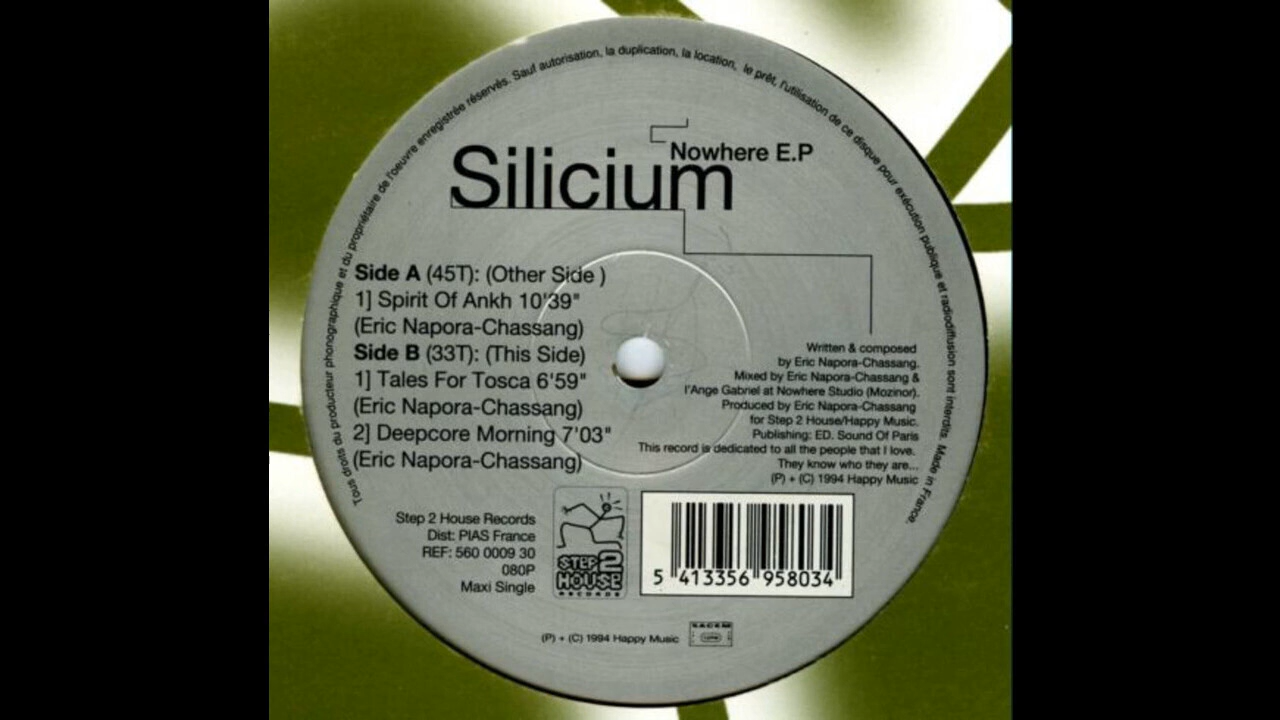 Tous droits du producteur phonographique et du propriétaire de l'oeuvre enregistrée réservés. Sauf autorisation, la duplication, la location, le prêt, l'utilisation de ce disque pour exécution publique et radiodiffusion sont interdits. Made in France.
Nowhere E.P
Silicium
Side A (45T): (Other Side )
1] Spirit Of Ankh 10'39"
(Eric Napora-Chassang)
Side B (33T): (This Side)
1] Tales For Tosca 6'59"
(Eric Napora-Chassang)
2] Deepcore Morning 7'03"
(Eric Napora-Chassang)
Written & composed
by Eric Napora-Chassang.
Mixed by Eric Napora-Chassang &
l'Ange Gabriel at Nowhere Studio (Mozinor).
Produced by Eric Napora-Chassang
for Step 2 House/Happy Music.
Publishing: ED. Sound Of Paris
This record is dedicated to all the people that I love.
They know who they are...
(P) + (C) 1994 Happy Music
Step 2 House Records
Dist: PIAS France
REF: 560 0009 30
080P
Maxi Single
STEP 2
HOUSE
RECORDS
5 413356 958034
(P) + (C) 1994 Happy Music
SACEM